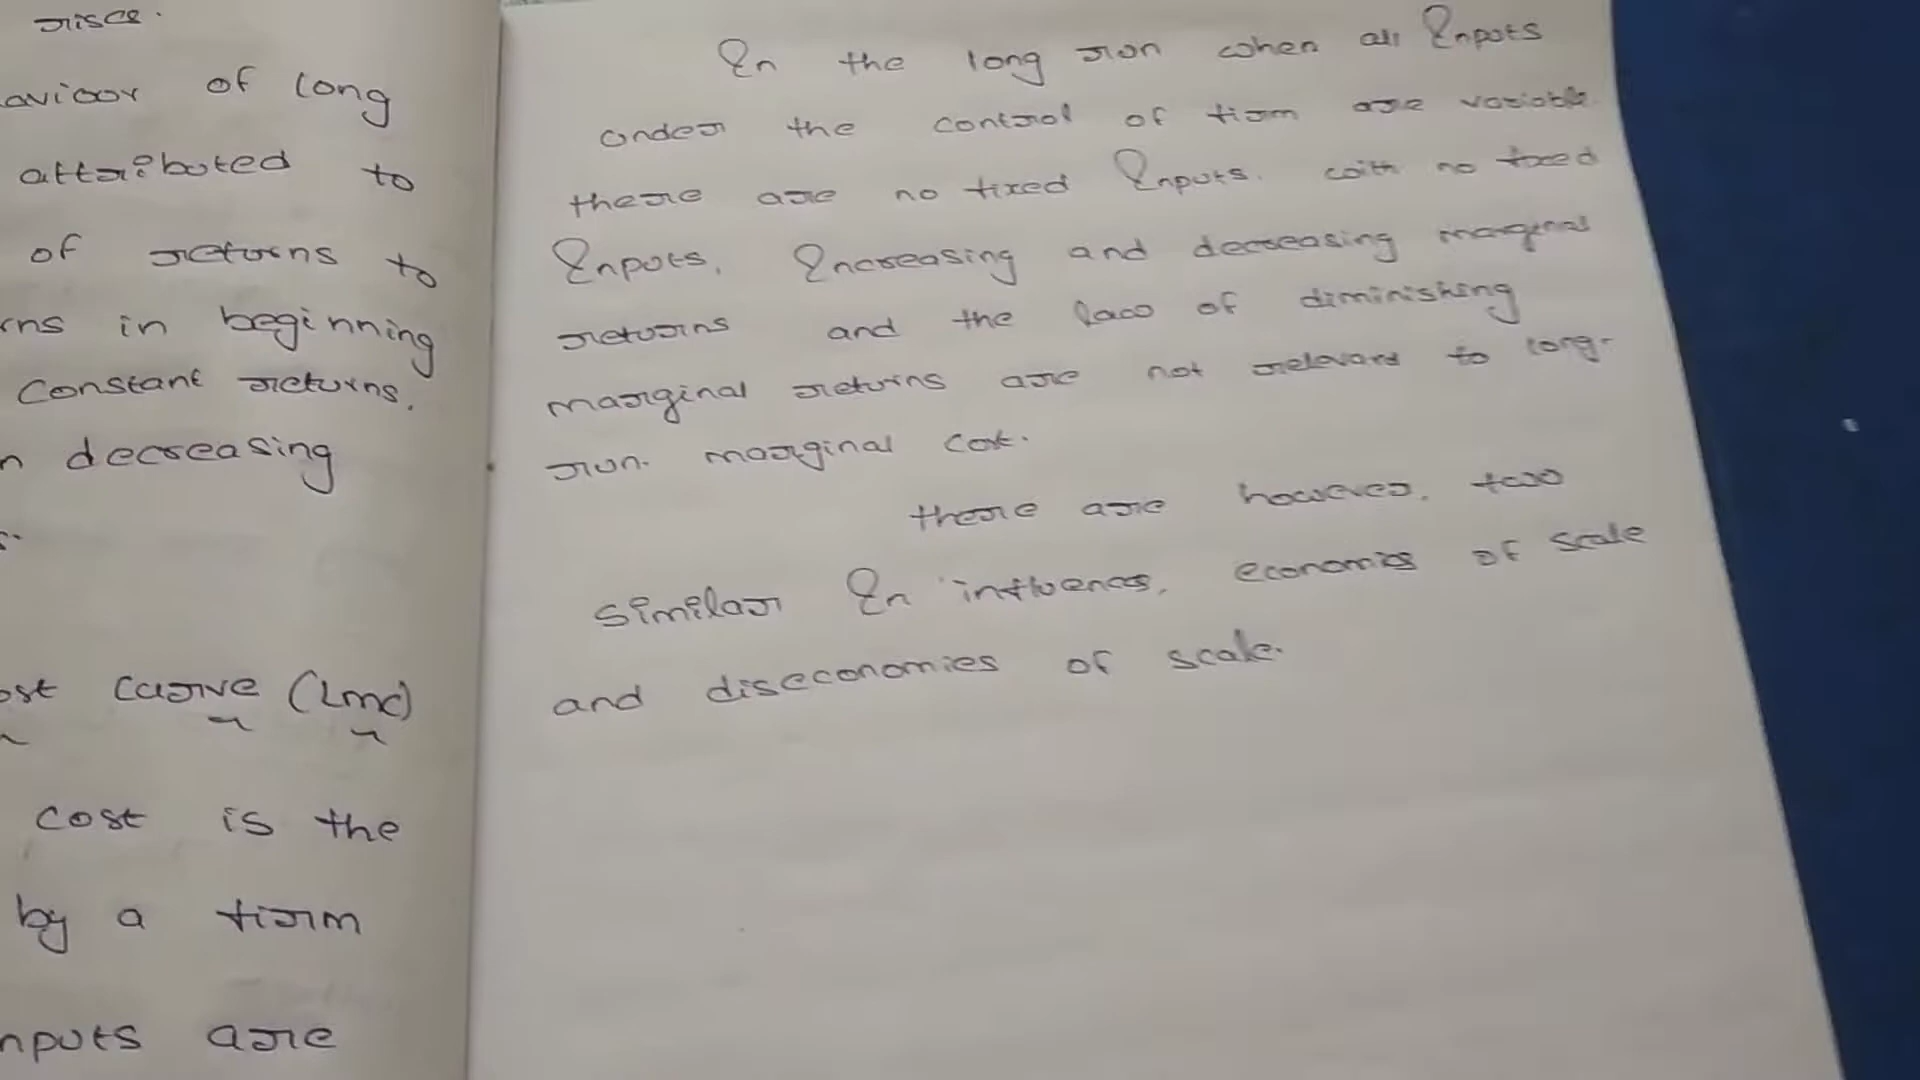 rises.
aviour of long
attributed to
of returns to
rns in beginning
constant returns.
n decreasing
s.
ost curve (Lmc)
cost is the
by a firm
nputs are
In the long run when all Inputs
under the control of firm are variable
there are no fixed Inputs. with no fixed
Inputs, Increasing and decreasing marginal
returns and the law of diminishing
marginal returns are not relevant to long-
run. marginal cost.
there are however, two
similar In influences, economies of scale
and diseconomies of scale.